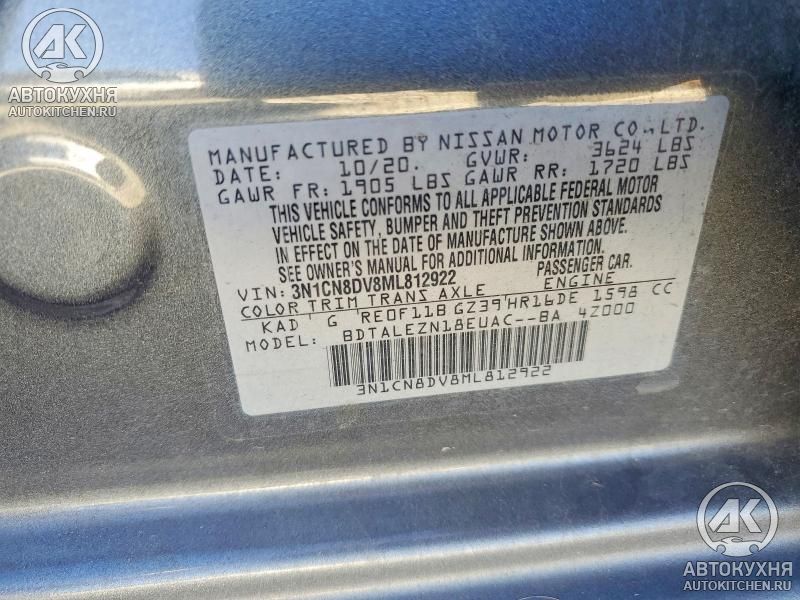 АК
АВТОКУХНЯ
AUTOKITCHEN.RU
MANUFACTURED BY NISSAN MOTOR CO., LTD.
DATE: 10/20. GVWR: 3624 LBS
GAWR FR: 1905 LBS GAWR RR: 1720 LBS
THIS VEHICLE CONFORMS TO ALL APPLICABLE FEDERAL MOTOR
VEHICLE SAFETY, BUMPER AND THEFT PREVENTION STANDARDS
IN EFFECT ON THE DATE OF MANUFACTURE SHOWN ABOVE.
SEE OWNER'S MANUAL FOR ADDITIONAL INFORMATION.
VIN: 3N1CN8DV8ML812922 PASSENGER CAR.
COLOR TRIM TRANS AXLE ENGINE
KAD G RE0F11B GZ39 HR16DE 1598 CC
MODEL: BDTALEZN18EUAC--BA 4Z000
3N1CN8DV8ML812922
АК
АВТОКУХНЯ
AUTOKITCHEN.RU